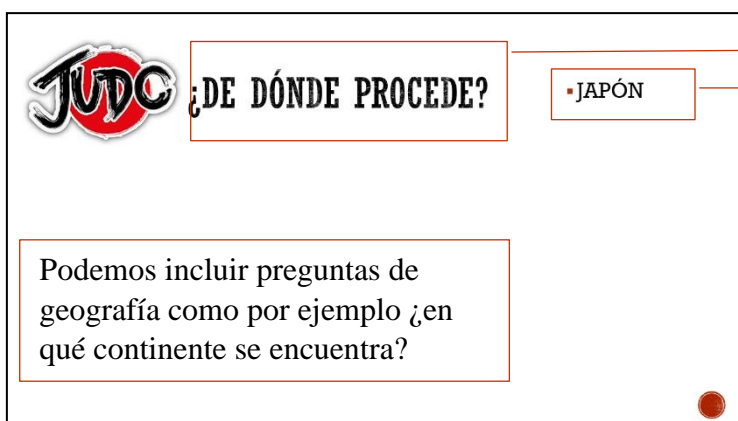 JUDO
¿DE DÓNDE PROCEDE?
▪JAPÓN
Podemos incluir preguntas de
geografía como por ejemplo ¿en
qué continente se encuentra?